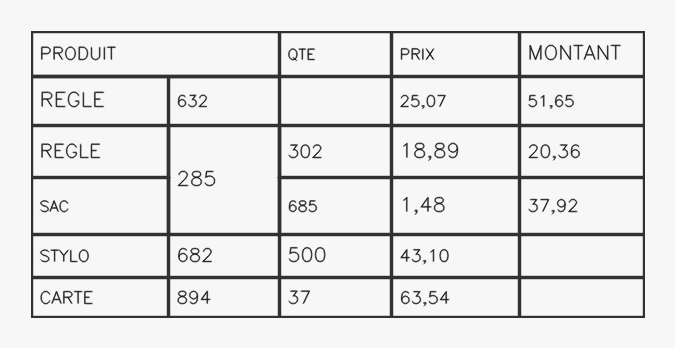 PRODUIT QTE PRIX MONTANT
REGLE 632 25,07 51,65
REGLE 285 302 18,89 20,36
SAC 685 1,48 37,92
STYLO 682 500 43,10
CARTE 894 37 63,54